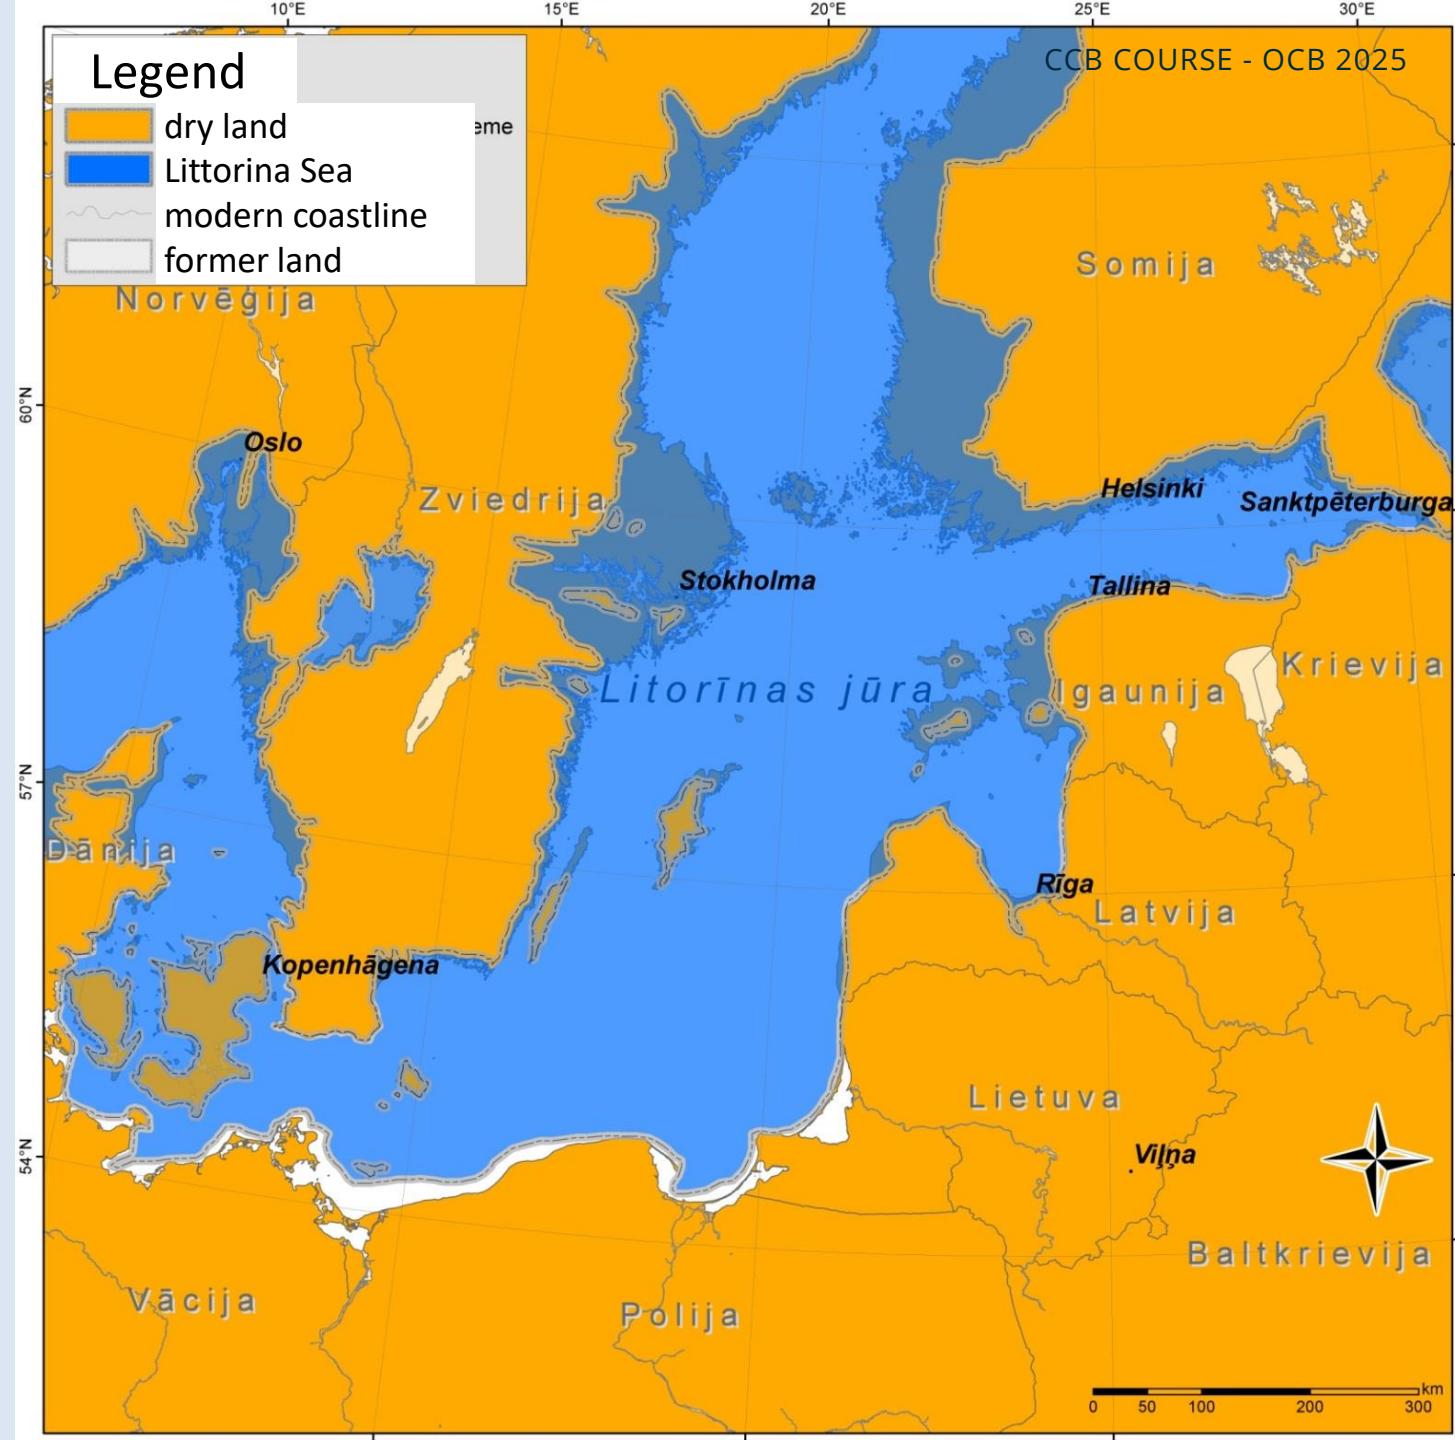 10°E
15°E
20°E
25°E
30°E
CCB COURSE - OCB 2025
Legend
dry land
eme
Littorina Sea
modern coastline
former land
Norvēģija
Somija
60°N
Oslo
Zviedrija
Helsinki
Sanktpēterburga
Stokholma
Tallina
Krievija
Litorīnas jūra
Igaunija
57°N
Dānija
Rīga
Latvija
Kopenhāgena
Lietuva
54°N
Viļņa
Baltkrievija
Vācija
Polija
km
0 50 100 200 300